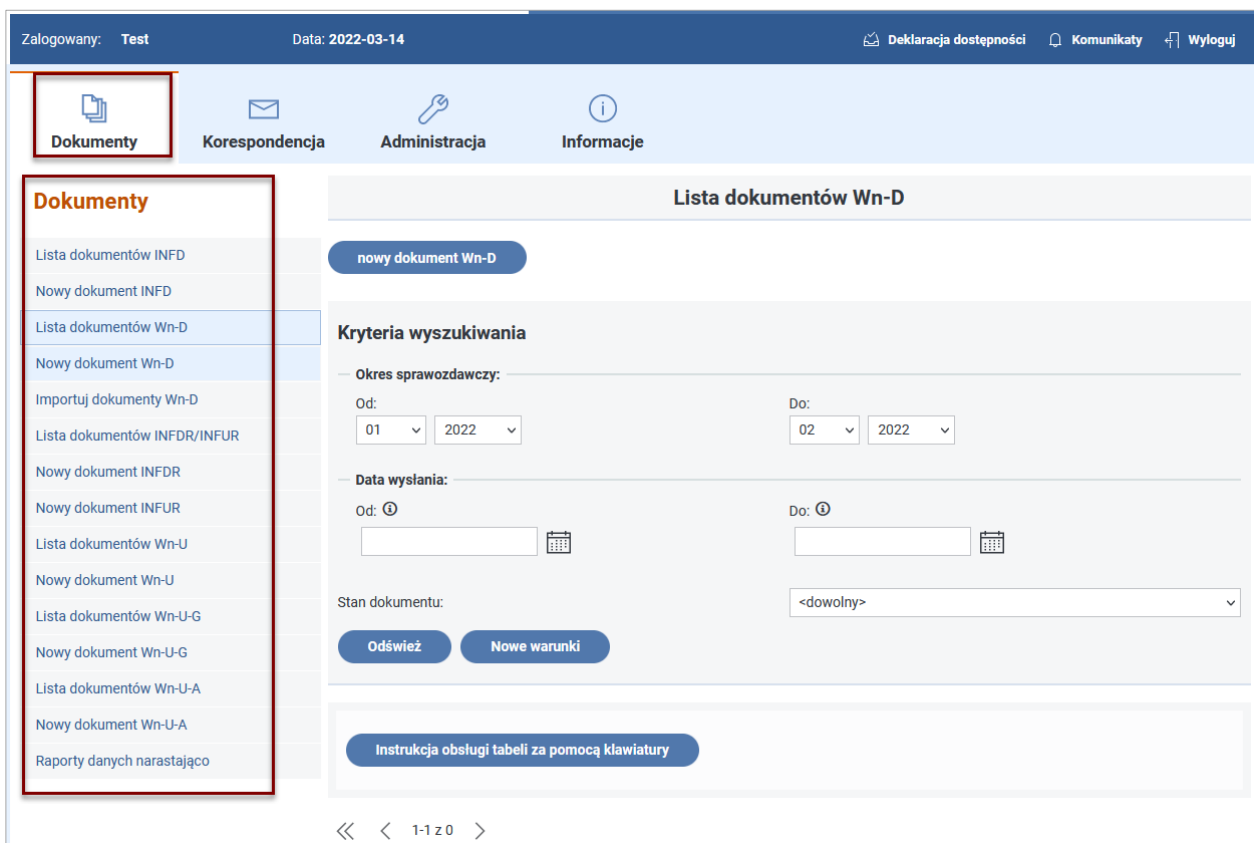 Zalogowany: Test Data: 2022-03-14 Deklaracja dostępności Komunikaty Wyloguj
Dokumenty Korespondencja Administracja Informacje
Dokumenty
Lista dokumentów INFD
Nowy dokument INFD
Lista dokumentów Wn-D
Nowy dokument Wn-D
Importuj dokumenty Wn-D
Lista dokumentów INFDR/INFUR
Nowy dokument INFDR
Nowy dokument INFUR
Lista dokumentów Wn-U
Nowy dokument Wn-U
Lista dokumentów Wn-U-G
Nowy dokument Wn-U-G
Lista dokumentów Wn-U-A
Nowy dokument Wn-U-A
Raporty danych narastająco
Lista dokumentów Wn-D
nowy dokument Wn-D
Kryteria wyszukiwania
Okres sprawozdawczy:
Od: Do:
01 2022 02 2022
Data wysłania:
Od: Do:
Stan dokumentu: <dowolny>
Odśwież Nowe warunki
Instrukcja obsługi tabeli za pomocą klawiatury
1-1 z 0